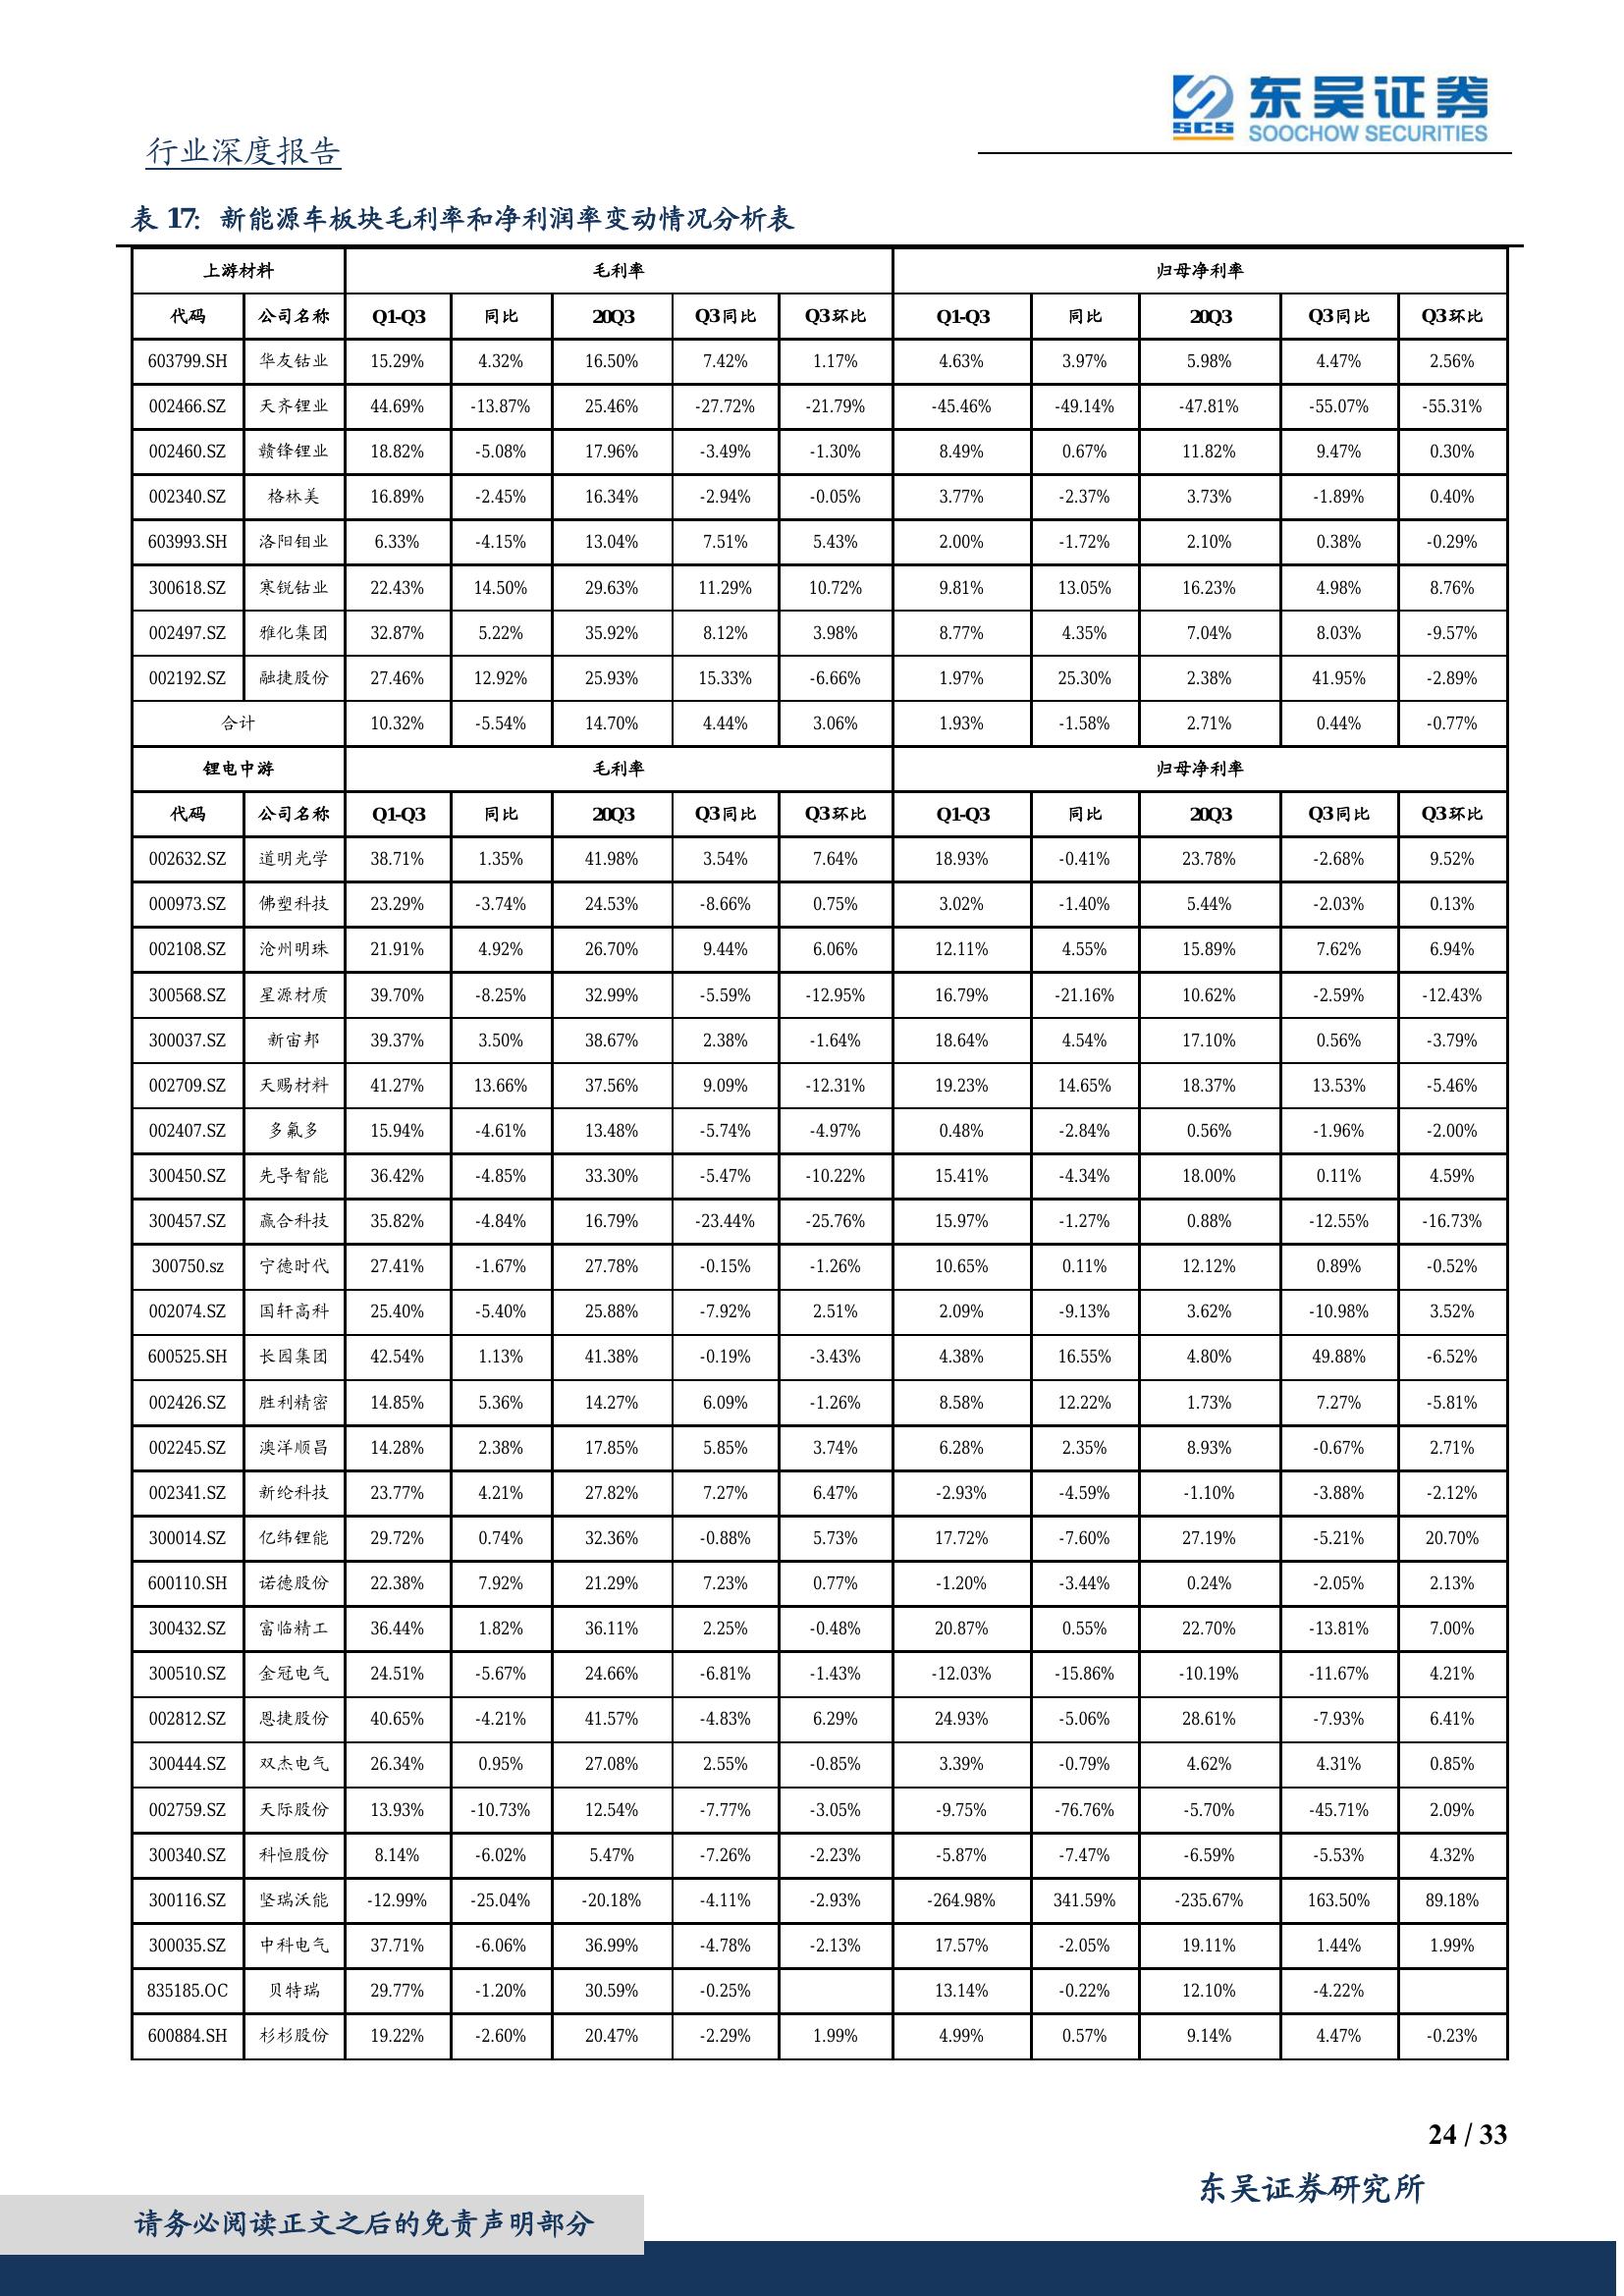 东吴证券
SCS SOOCHOW SECURITIES
行业深度报告
表 17: 新能源车板块毛利率和净利润率变动情况分析表
上游材料 毛利率 归母净利率
代码 公司名称 Q1-Q3 同比 20Q3 Q3同比 Q3环比 Q1-Q3 同比 20Q3 Q3同比 Q3环比
603799.SH 华友钴业 15.29% 4.32% 16.50% 7.42% 1.17% 4.63% 3.97% 5.98% 4.47% 2.56%
002466.SZ 天齐锂业 44.69% -13.87% 25.46% -27.72% -21.79% -45.46% -49.14% -47.81% -55.07% -55.31%
002460.SZ 赣锋锂业 18.82% -5.08% 17.96% -3.49% -1.30% 8.49% 0.67% 11.82% 9.47% 0.30%
002340.SZ 格林美 16.89% -2.45% 16.34% -2.94% -0.05% 3.77% -2.37% 3.73% -1.89% 0.40%
603993.SH 洛阳钼业 6.33% -4.15% 13.04% 7.51% 5.43% 2.00% -1.72% 2.10% 0.38% -0.29%
300618.SZ 寒锐钴业 22.43% 14.50% 29.63% 11.29% 10.72% 9.81% 13.05% 16.23% 4.98% 8.76%
002497.SZ 雅化集团 32.87% 5.22% 35.92% 8.12% 3.98% 8.77% 4.35% 7.04% 8.03% -9.57%
002192.SZ 融捷股份 27.46% 12.92% 25.93% 15.33% -6.66% 1.97% 25.30% 2.38% 41.95% -2.89%
合计 10.32% -5.54% 14.70% 4.44% 3.06% 1.93% -1.58% 2.71% 0.44% -0.77%
锂电中游 毛利率 归母净利率
代码 公司名称 Q1-Q3 同比 20Q3 Q3同比 Q3环比 Q1-Q3 同比 20Q3 Q3同比 Q3环比
002632.SZ 道明光学 38.71% 1.35% 41.98% 3.54% 7.64% 18.93% -0.41% 23.78% -2.68% 9.52%
000973.SZ 佛塑科技 23.29% -3.74% 24.53% -8.66% 0.75% 3.02% -1.40% 5.44% -2.03% 0.13%
002108.SZ 沧州明珠 21.91% 4.92% 26.70% 9.44% 6.06% 12.11% 4.55% 15.89% 7.62% 6.94%
300568.SZ 星源材质 39.70% -8.25% 32.99% -5.59% -12.95% 16.79% -21.16% 10.62% -2.59% -12.43%
300037.SZ 新宙邦 39.37% 3.50% 38.67% 2.38% -1.64% 18.64% 4.54% 17.10% 0.56% -3.79%
002709.SZ 天赐材料 41.27% 13.66% 37.56% 9.09% -12.31% 19.23% 14.65% 18.37% 13.53% -5.46%
002407.SZ 多氟多 15.94% -4.61% 13.48% -5.74% -4.97% 0.48% -2.84% 0.56% -1.96% -2.00%
300450.SZ 先导智能 36.42% -4.85% 33.30% -5.47% -10.22% 15.41% -4.34% 18.00% 0.11% 4.59%
300457.SZ 赢合科技 35.82% -4.84% 16.79% -23.44% -25.76% 15.97% -1.27% 0.88% -12.55% -16.73%
300750.sz 宁德时代 27.41% -1.67% 27.78% -0.15% -1.26% 10.65% 0.11% 12.12% 0.89% -0.52%
002074.SZ 国轩高科 25.40% -5.40% 25.88% -7.92% 2.51% 2.09% -9.13% 3.62% -10.98% 3.52%
600525.SH 长园集团 42.54% 1.13% 41.38% -0.19% -3.43% 4.38% 16.55% 4.80% 49.88% -6.52%
002426.SZ 胜利精密 14.85% 5.36% 14.27% 6.09% -1.26% 8.58% 12.22% 1.73% 7.27% -5.81%
002245.SZ 澳洋顺昌 14.28% 2.38% 17.85% 5.85% 3.74% 6.28% 2.35% 8.93% -0.67% 2.71%
002341.SZ 新纶科技 23.77% 4.21% 27.82% 7.27% 6.47% -2.93% -4.59% -1.10% -3.88% -2.12%
300014.SZ 亿纬锂能 29.72% 0.74% 32.36% -0.88% 5.73% 17.72% -7.60% 27.19% -5.21% 20.70%
600110.SH 诺德股份 22.38% 7.92% 21.29% 7.23% 0.77% -1.20% -3.44% 0.24% -2.05% 2.13%
300432.SZ 富临精工 36.44% 1.82% 36.11% 2.25% -0.48% 20.87% 0.55% 22.70% -13.81% 7.00%
300510.SZ 金冠电气 24.51% -5.67% 24.66% -6.81% -1.43% -12.03% -15.86% -10.19% -11.67% 4.21%
002812.SZ 恩捷股份 40.65% -4.21% 41.57% -4.83% 6.29% 24.93% -5.06% 28.61% -7.93% 6.41%
300444.SZ 双杰电气 26.34% 0.95% 27.08% 2.55% -0.85% 3.39% -0.79% 4.62% 4.31% 0.85%
002759.SZ 天际股份 13.93% -10.73% 12.54% -7.77% -3.05% -9.75% -76.76% -5.70% -45.71% 2.09%
300340.SZ 科恒股份 8.14% -6.02% 5.47% -7.26% -2.23% -5.87% -7.47% -6.59% -5.53% 4.32%
300116.SZ 坚瑞沃能 -12.99% -25.04% -20.18% -4.11% -2.93% -264.98% 341.59% -235.67% 163.50% 89.18%
300035.SZ 中科电气 37.71% -6.06% 36.99% -4.78% -2.13% 17.57% -2.05% 19.11% 1.44% 1.99%
835185.OC 贝特瑞 29.77% -1.20% 30.59% -0.25% 13.14% -0.22% 12.10% -4.22%
600884.SH 杉杉股份 19.22% -2.60% 20.47% -2.29% 1.99% 4.99% 0.57% 9.14% 4.47% -0.23%
24 / 33
东吴证券研究所
请务必阅读正文之后的免责声明部分